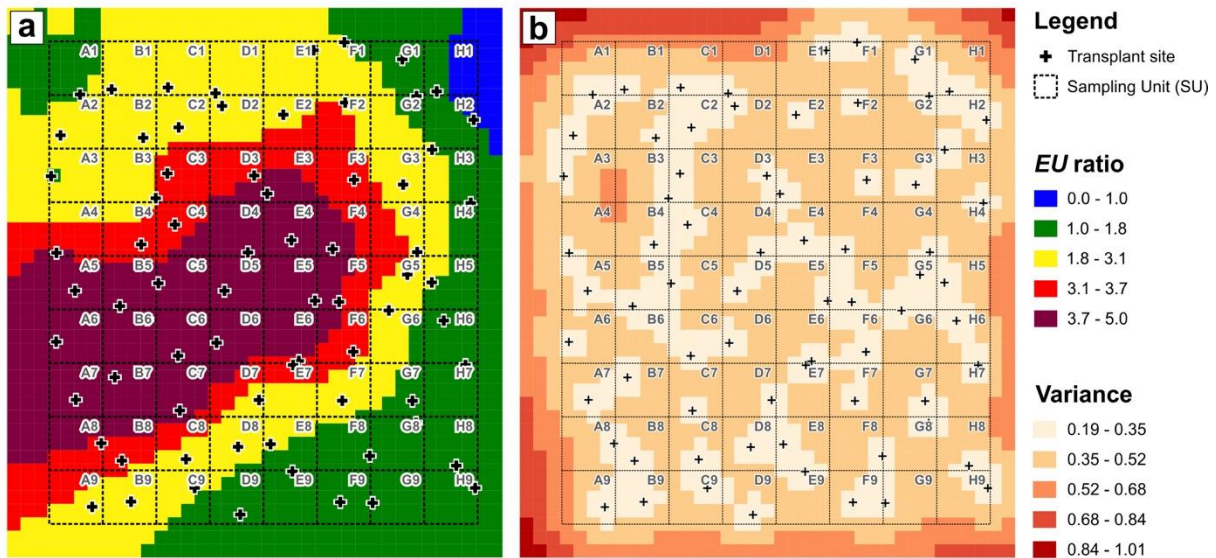 a
b
A1 B1 C1 D1 E1 F1 G1 H1
A2 B2 C2 D2 E2 F2 G2 H2
A3 B3 C3 D3 E3 F3 G3 H3
A4 B4 C4 D4 E4 F4 G4 H4
A5 B5 C5 D5 E5 F5 G5 H5
A6 B6 C6 D6 E6 F6 G6 H6
A7 B7 C7 D7 E7 F7 G7 H7
A8 B8 C8 D8 E8 F8 G8 H8
A9 B9 C9 D9 E9 F9 G9 H9
A1 B1 C1 D1 E1 F1 G1 H1
A2 B2 C2 D2 E2 F2 G2 H2
A3 B3 C3 D3 E3 F3 G3 H3
A4 B4 C4 D4 E4 F4 G4 H4
A5 B5 C5 D5 E5 F5 G5 H5
A6 B6 C6 D6 E6 F6 G6 H6
A7 B7 C7 D7 E7 F7 G7 H7
A8 B8 C8 D8 E8 F8 G8 H8
A9 B9 C9 D9 E9 F9 G9 H9
Legend
Transplant site
Sampling Unit (SU)
EU ratio
0.0 - 1.0
1.0 - 1.8
1.8 - 3.1
3.1 - 3.7
3.7 - 5.0
Variance
0.19 - 0.35
0.35 - 0.52
0.52 - 0.68
0.68 - 0.84
0.84 - 1.01